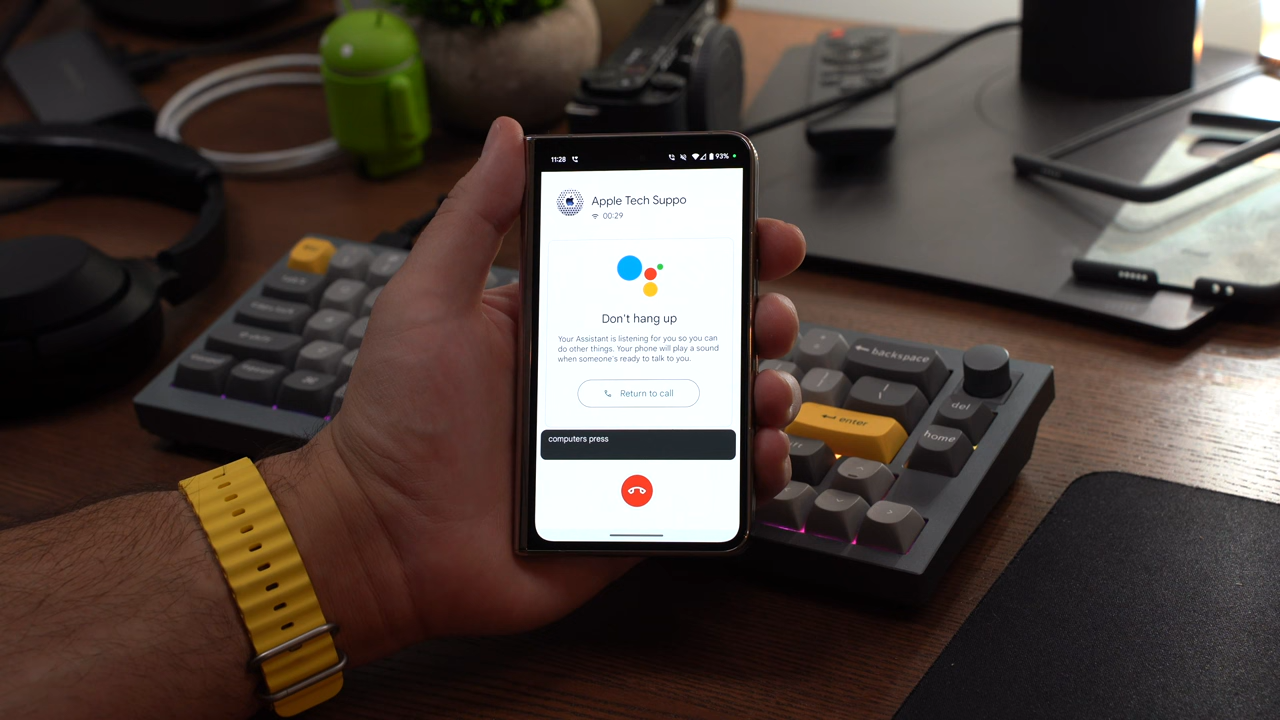 11:28
93%
Apple Tech Suppo
00:29
Don't hang up
Your Assistant is listening for you so you can
do other things. Your phone will play a sound
when someone's ready to talk to you.
Return to call
computers press
backspace
enter
del
home